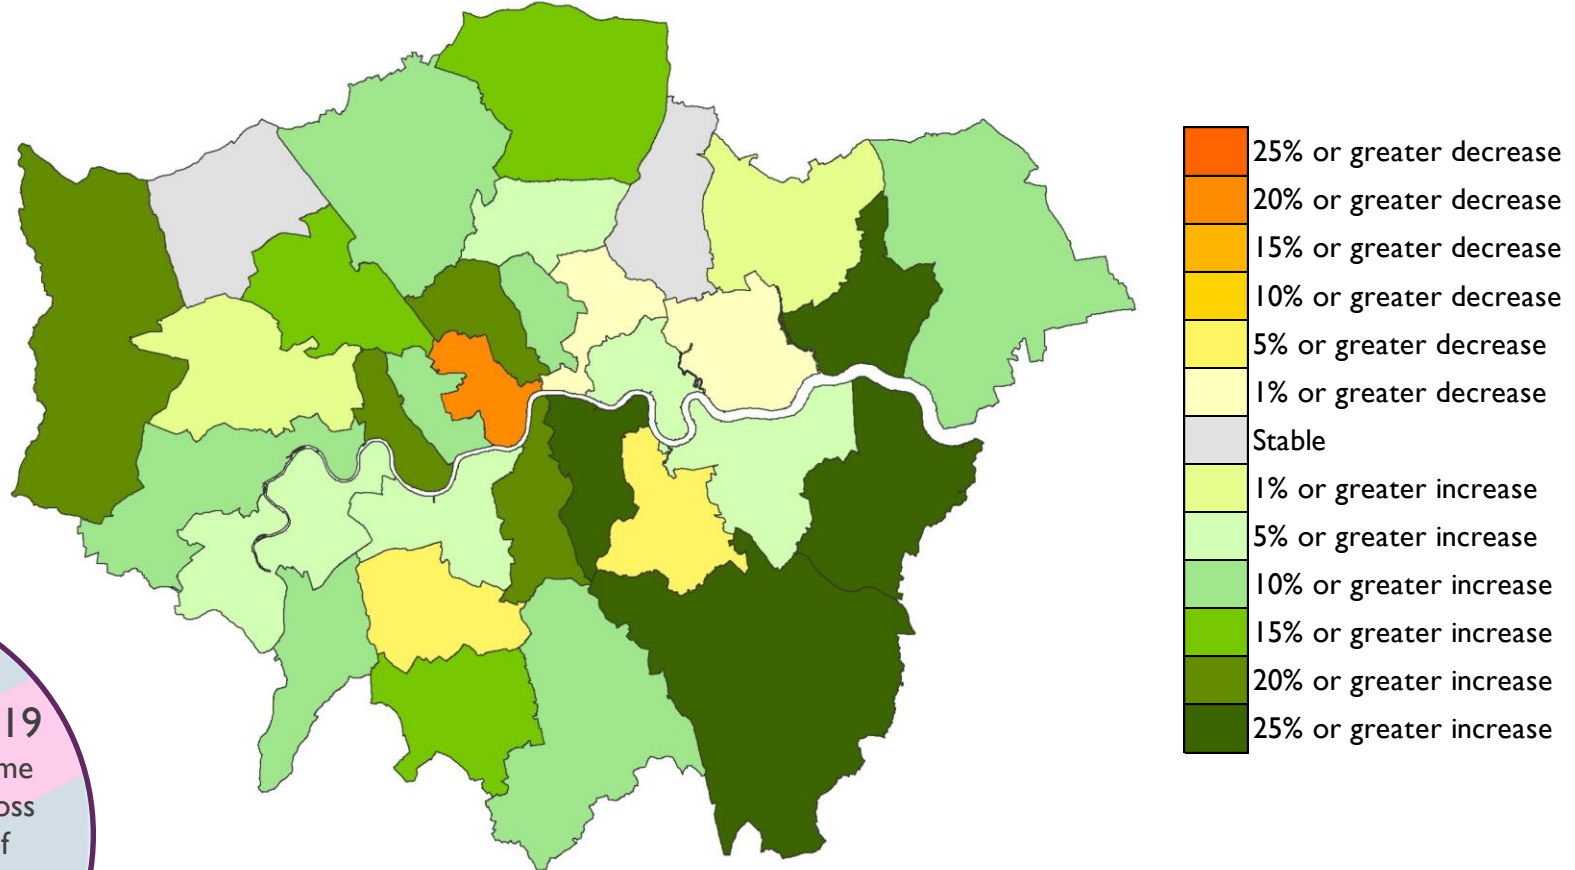 25% or greater decrease
20% or greater decrease
15% or greater decrease
10% or greater decrease
5% or greater decrease
1% or greater decrease
Stable
1% or greater increase
5% or greater increase
10% or greater increase
15% or greater increase
20% or greater increase
25% or greater increase
19
me
oss
f